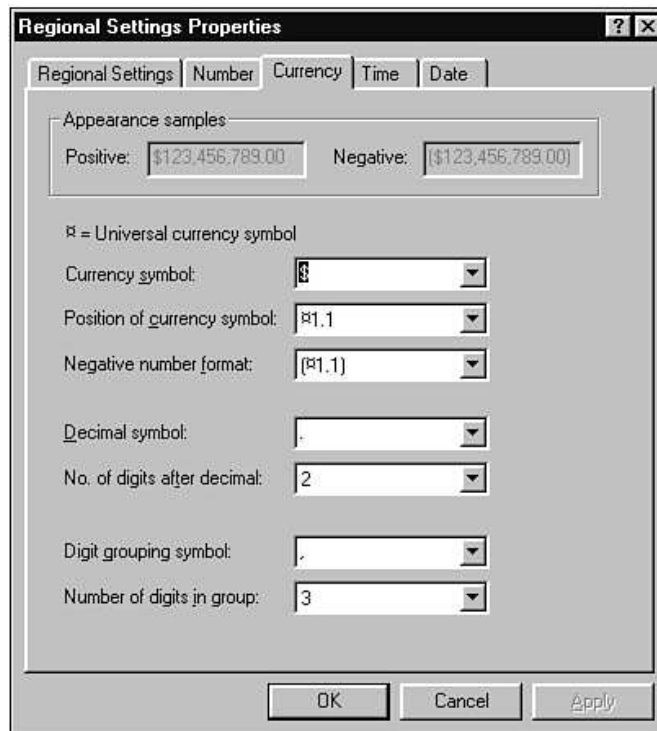 Regional Settings Properties
Regional Settings Number Currency Time Date
Appearance samples
Positive: $123,456,789.00 Negative: ($123,456,789.00)
¤ = Universal currency symbol
Currency symbol: $
Position of currency symbol: ¤1.1
Negative number format: (¤1.1)
Decimal symbol: .
No. of digits after decimal: 2
Digit grouping symbol: ,
Number of digits in group: 3
OK Cancel Apply